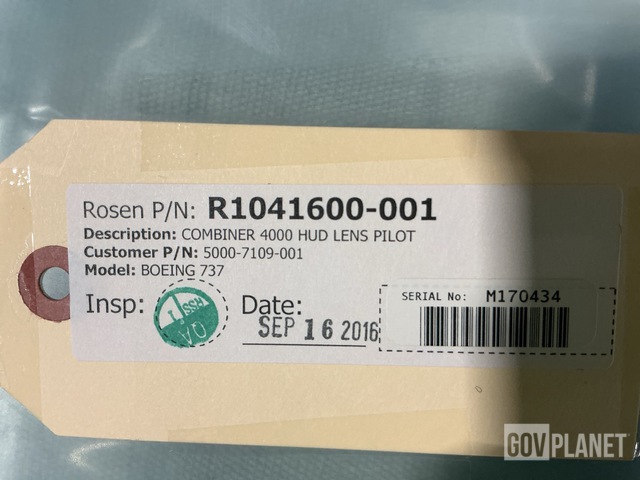 Rosen P/N: R1041600-001
Description: COMBINER 4000 HUD LENS PILOT
Customer P/N: 5000-7109-001
Model: BOEING 737
Insp:
QA
Date:
SEP 16 2016
SERIAL No: M170434
GOVPLANET